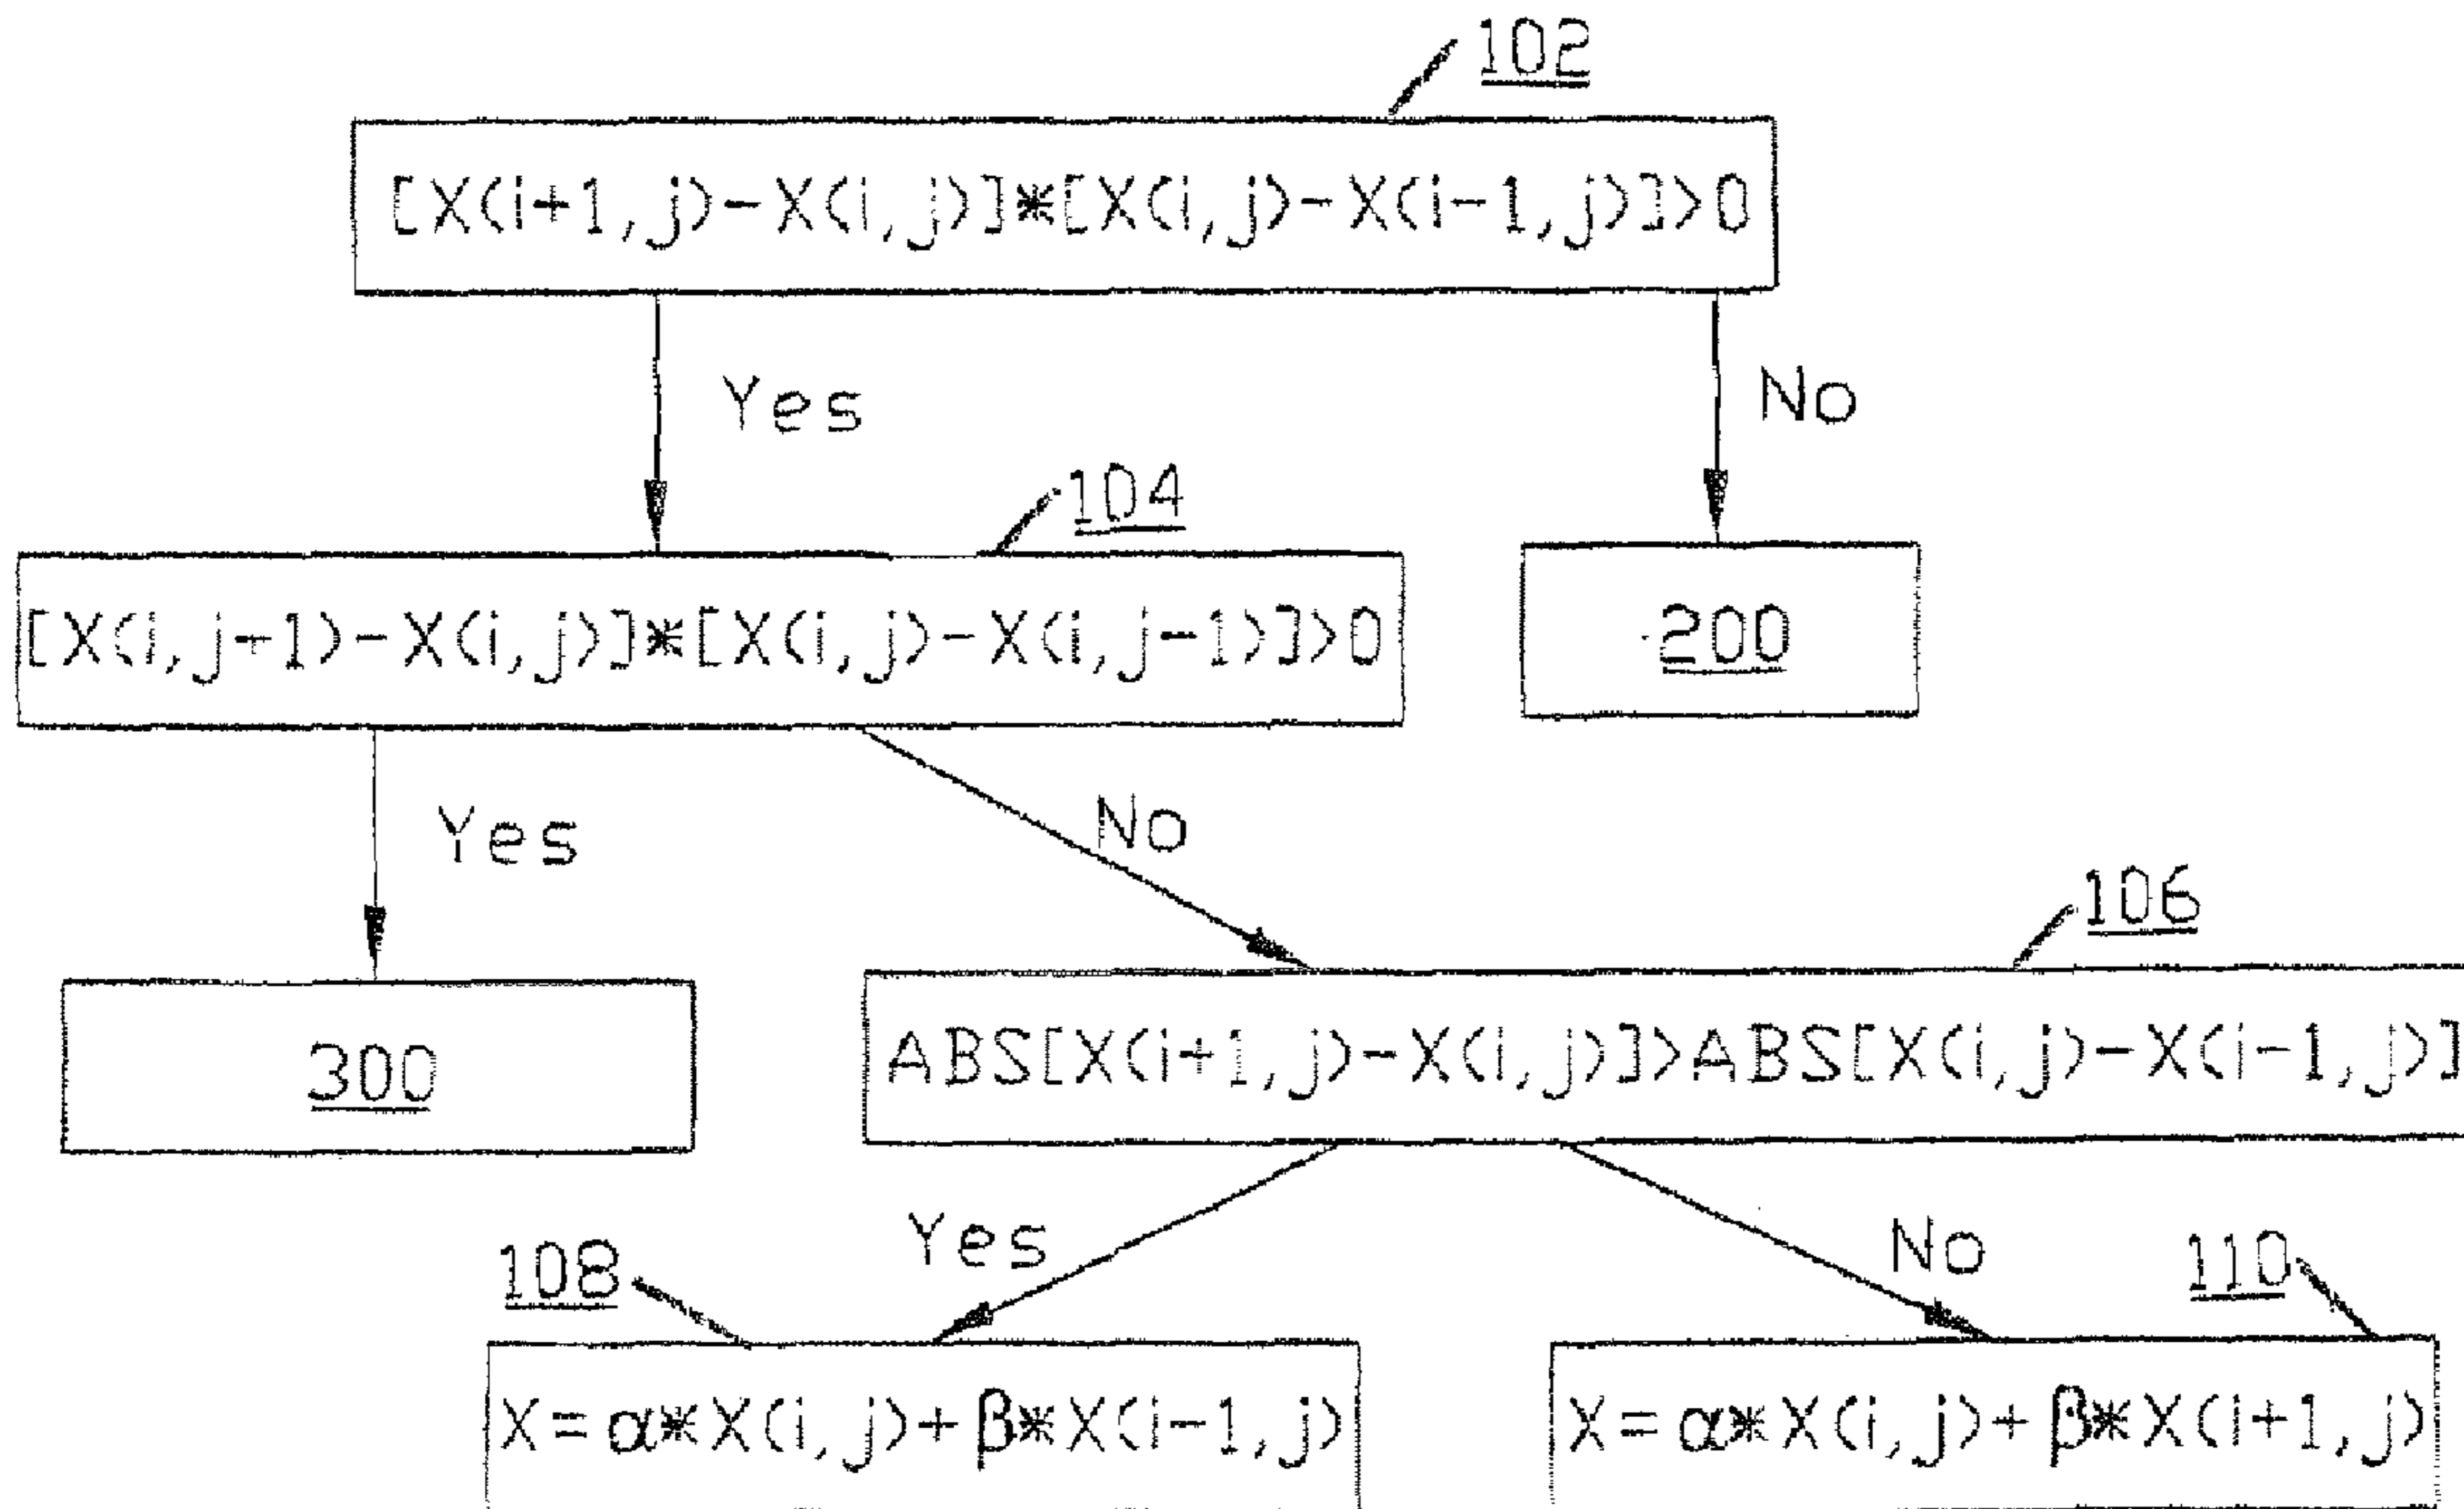 102
[X(i+1,j)-X(i,j)]*[X(i,j)-X(i-1,j)]>0
Yes
No
104
[X(i,j+1)-X(i,j)]*[X(i,j)-X(i,j-1)]>0
200
Yes
No
106
300
ABS[X(i+1,j)-X(i,j)]>ABS[X(i,j)-X(i-1,j)]
Yes
No
108
110
X=α*X(i,j)+β*X(i-1,j)
X=α*X(i,j)+β*X(i+1,j)